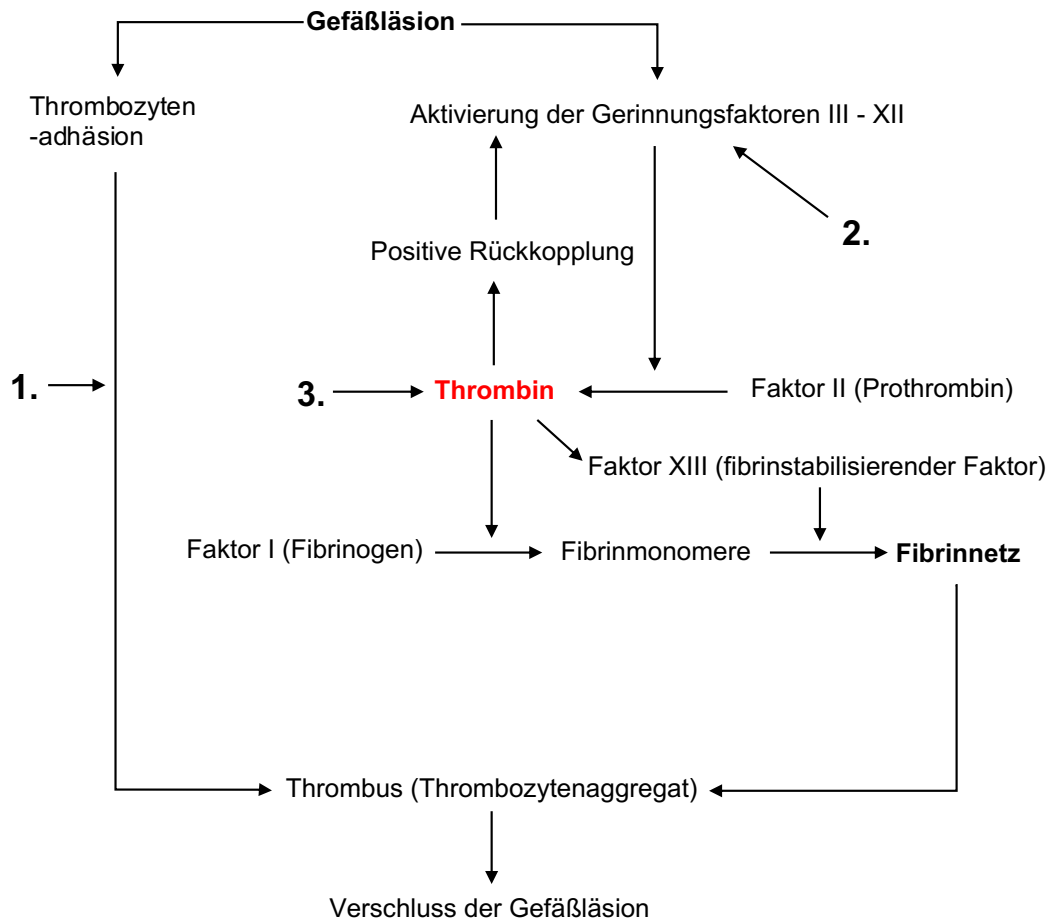 Gefäßläsion
Thrombozyten
-adhäsion
Aktivierung der Gerinnungsfaktoren III - XII
2.
Positive Rückkopplung
1.
3.
Thrombin
Faktor II (Prothrombin)
Faktor XIII (fibrinstabilisierender Faktor)
Faktor I (Fibrinogen)
Fibrinmonomere
Fibrinnetz
Thrombus (Thrombozytenaggregat)
Verschluss der Gefäßläsion